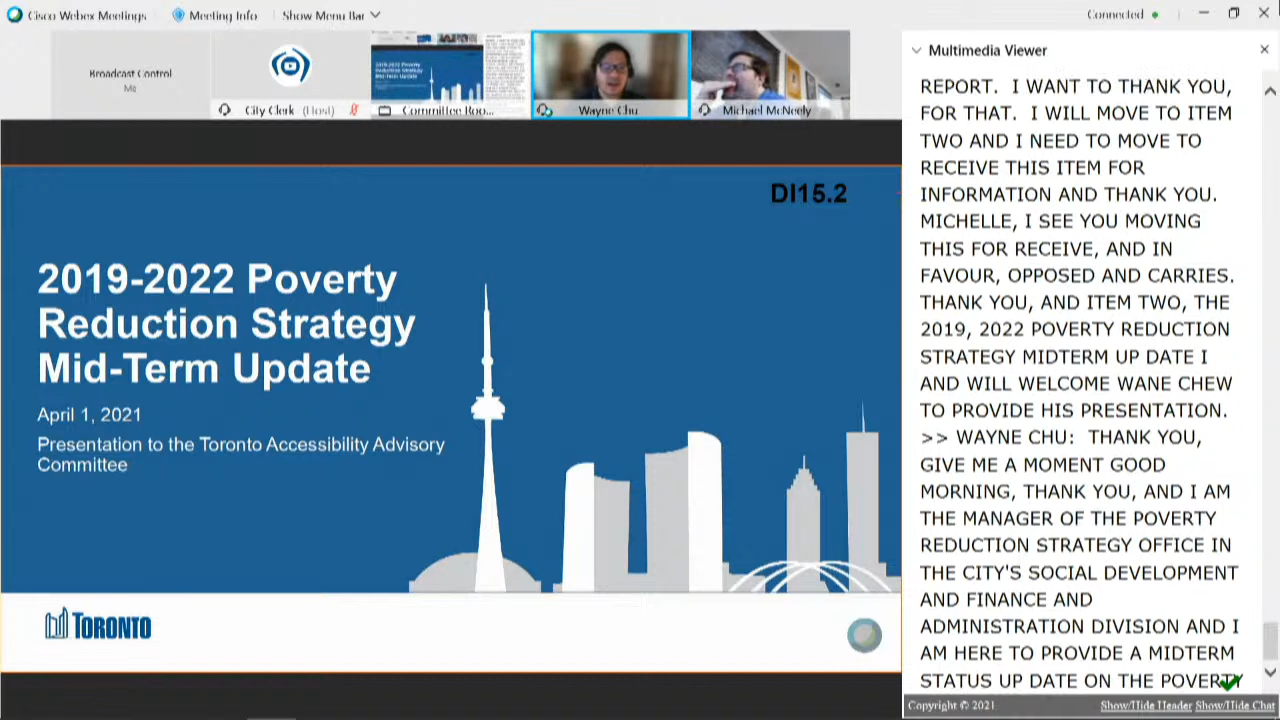 Cisco Webex Meetings
Meeting Info
Show Menu Bar
Connected
Broadcast Control
Me
City Clerk (Host)
Committee Roo...
Wayne Chu
Michael McNeely
DI15.2
2019-2022 Poverty
Reduction Strategy
Mid-Term Update
April 1, 2021
Presentation to the Toronto Accessibility Advisory
Committee
TORONTO
Multimedia Viewer
REPORT. I WANT TO THANK YOU,
FOR THAT. I WILL MOVE TO ITEM
TWO AND I NEED TO MOVE TO
RECEIVE THIS ITEM FOR
INFORMATION AND THANK YOU.
MICHELLE, I SEE YOU MOVING
THIS FOR RECEIVE, AND IN
FAVOUR, OPPOSED AND CARRIES.
THANK YOU, AND ITEM TWO, THE
2019, 2022 POVERTY REDUCTION
STRATEGY MIDTERM UP DATE I
AND WILL WELCOME WANE CHEW
TO PROVIDE HIS PRESENTATION.
>> WAYNE CHU: THANK YOU,
GIVE ME A MOMENT GOOD
MORNING, THANK YOU, AND I AM
THE MANAGER OF THE POVERTY
REDUCTION STRATEGY OFFICE IN
THE CITY'S SOCIAL DEVELOPMENT
AND FINANCE AND
ADMINISTRATION DIVISION AND I
AM HERE TO PROVIDE A MIDTERM
STATUS UP DATE ON THE POVERTY
Copyright © 2021
Show/Hide Header Show/Hide Chat